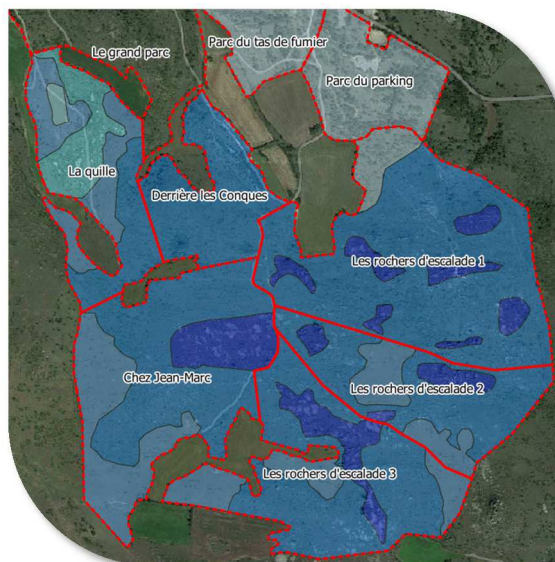 Le grand parc
Parc du tas de fumier
Parc du parking
La quille
Derrière les Conques
Les rochers d'escalade 1
Chez Jean-Marc
Les rochers d'escalade 2
Les rochers d'escalade 3